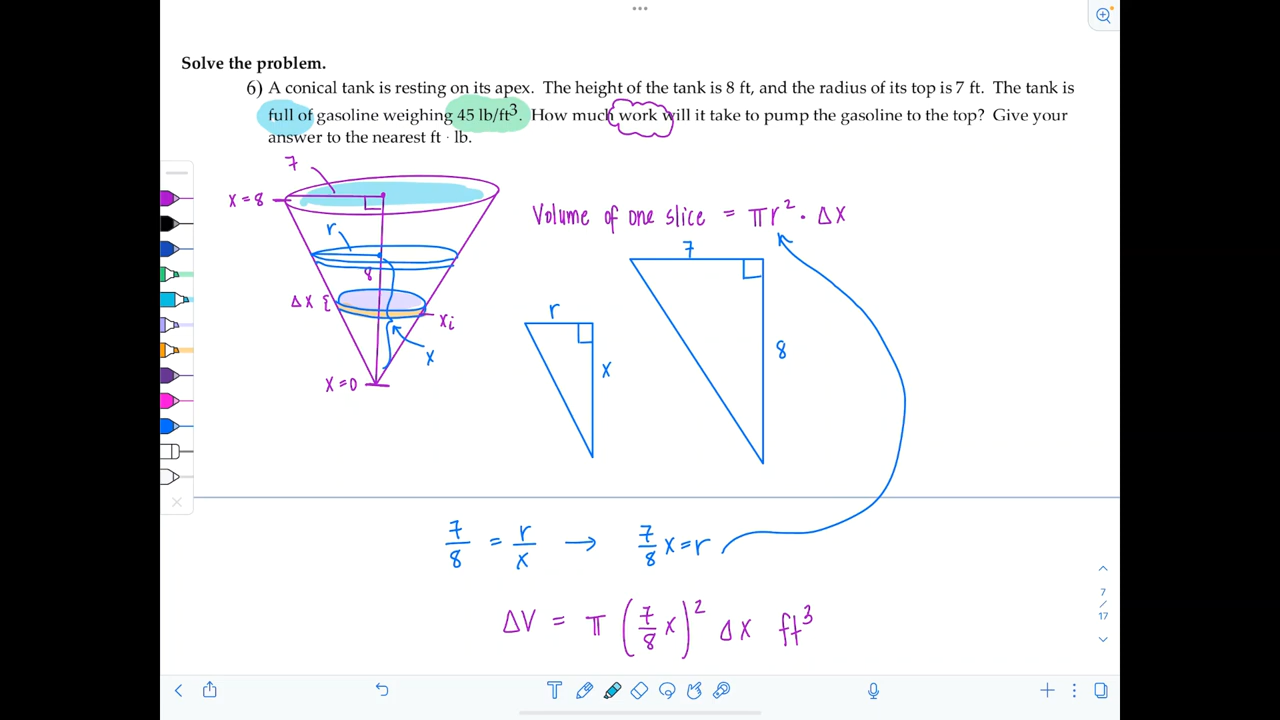 Solve the problem.
6) A conical tank is resting on its apex. The height of the tank is 8 ft, and the radius of its top is 7 ft. The tank is
full of gasoline weighing 45 lb/ft³. How much work will it take to pump the gasoline to the top? Give your
answer to the nearest ft · lb.
7
x=8
r
8
Δx {
xi
x
x=0
Volume of one slice = πr² · Δx
7
r
x
8
7/8 = r/x → 7/8 x = r
ΔV = π (7/8 x)² Δx ft³
7
/
17
T